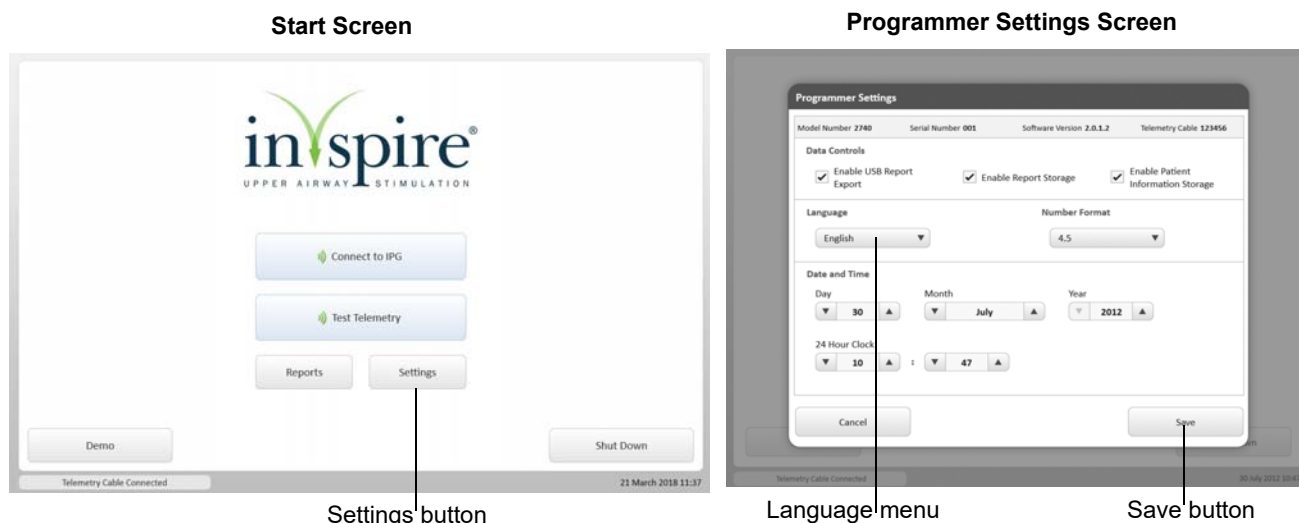 Start Screen
inspire®
UPPER AIRWAY STIMULATION
Connect to IPG
Test Telemetry
Reports Settings
Demo Shut Down
Telemetry Cable Connected 21 March 2018 11:37
Settings button
Programmer Settings Screen
Programmer Settings
Model Number 2740 Serial Number 001 Software Version 2.0.1.2 Telemetry Cable 123456
Data Controls
Enable USB Report
Export
Enable Report Storage
Enable Patient
Information Storage
Language Number Format
English 4.5
Date and Time
Day Month Year
30 July 2012
24 Hour Clock
10 : 47
Cancel Save
Telemetry Cable Connected 30 July 2012 10:47
Language menu Save button